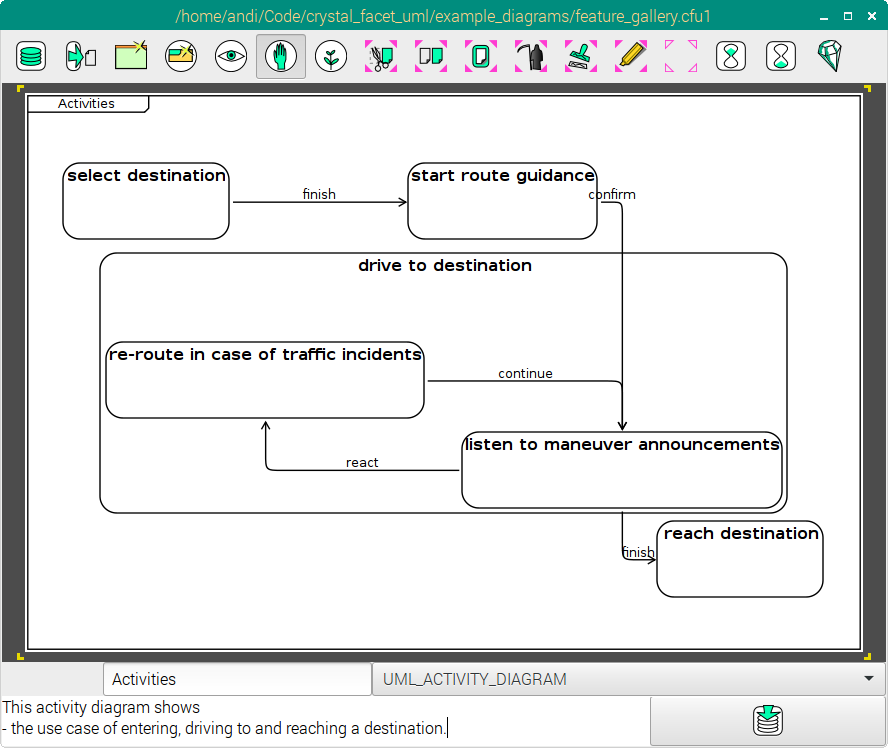 /home/andi/Code/crystal_facet_uml/example_diagrams/feature_gallery.cfu1
Activities
select destination
finish
start route guidance
confirm
drive to destination
re-route in case of traffic incidents
continue
listen to maneuver announcements
react
reach destination
finish
Activities
UML_ACTIVITY_DIAGRAM
This activity diagram shows
- the use case of entering, driving to and reaching a destination.